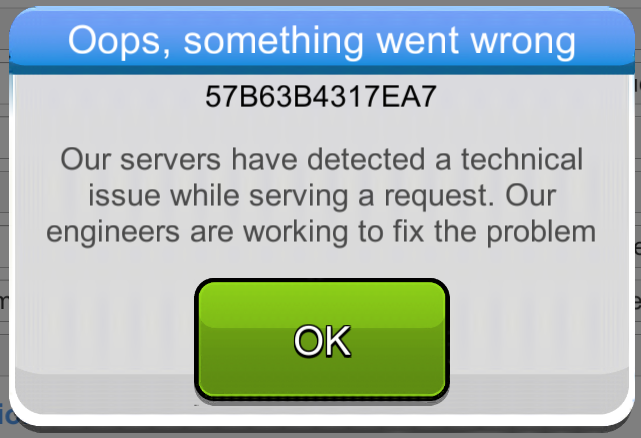 Oops, something went wrong
57B63B4317EA7
Our servers have detected a technical
issue while serving a request. Our
engineers are working to fix the problem
OK